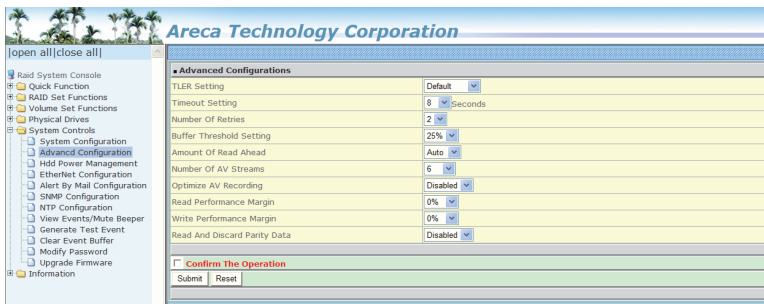 Areca Technology Corporation
|open all|close all|
Raid System Console
Quick Function
RAID Set Functions
Volume Set Functions
Physical Drives
System Controls
System Configuration
Advancd Configuration
Hdd Power Management
EtherNet Configuration
Alert By Mail Configuration
SNMP Configuration
NTP Configuration
View Events/Mute Beeper
Generate Test Event
Clear Event Buffer
Modify Password
Upgrade Firmware
Information
Advanced Configurations
TLER Setting Default
Timeout Setting 8 Seconds
Number Of Retries 2
Buffer Threshold Setting 25%
Amount Of Read Ahead Auto
Number Of AV Streams 6
Optimize AV Recording Disabled
Read Performance Margin 0%
Write Performance Margin 0%
Read And Discard Parity Data Disabled
Confirm The Operation
Submit Reset